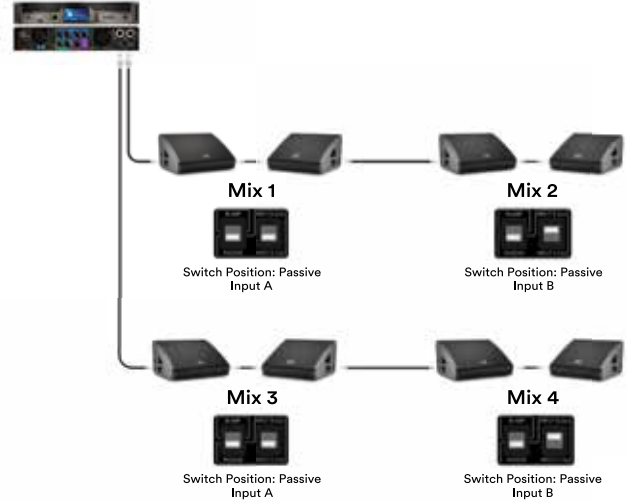 Mix 1
Mix 2
Switch Position: Passive
Input A
Switch Position: Passive
Input B
Mix 3
Mix 4
Switch Position: Passive
Input A
Switch Position: Passive
Input B